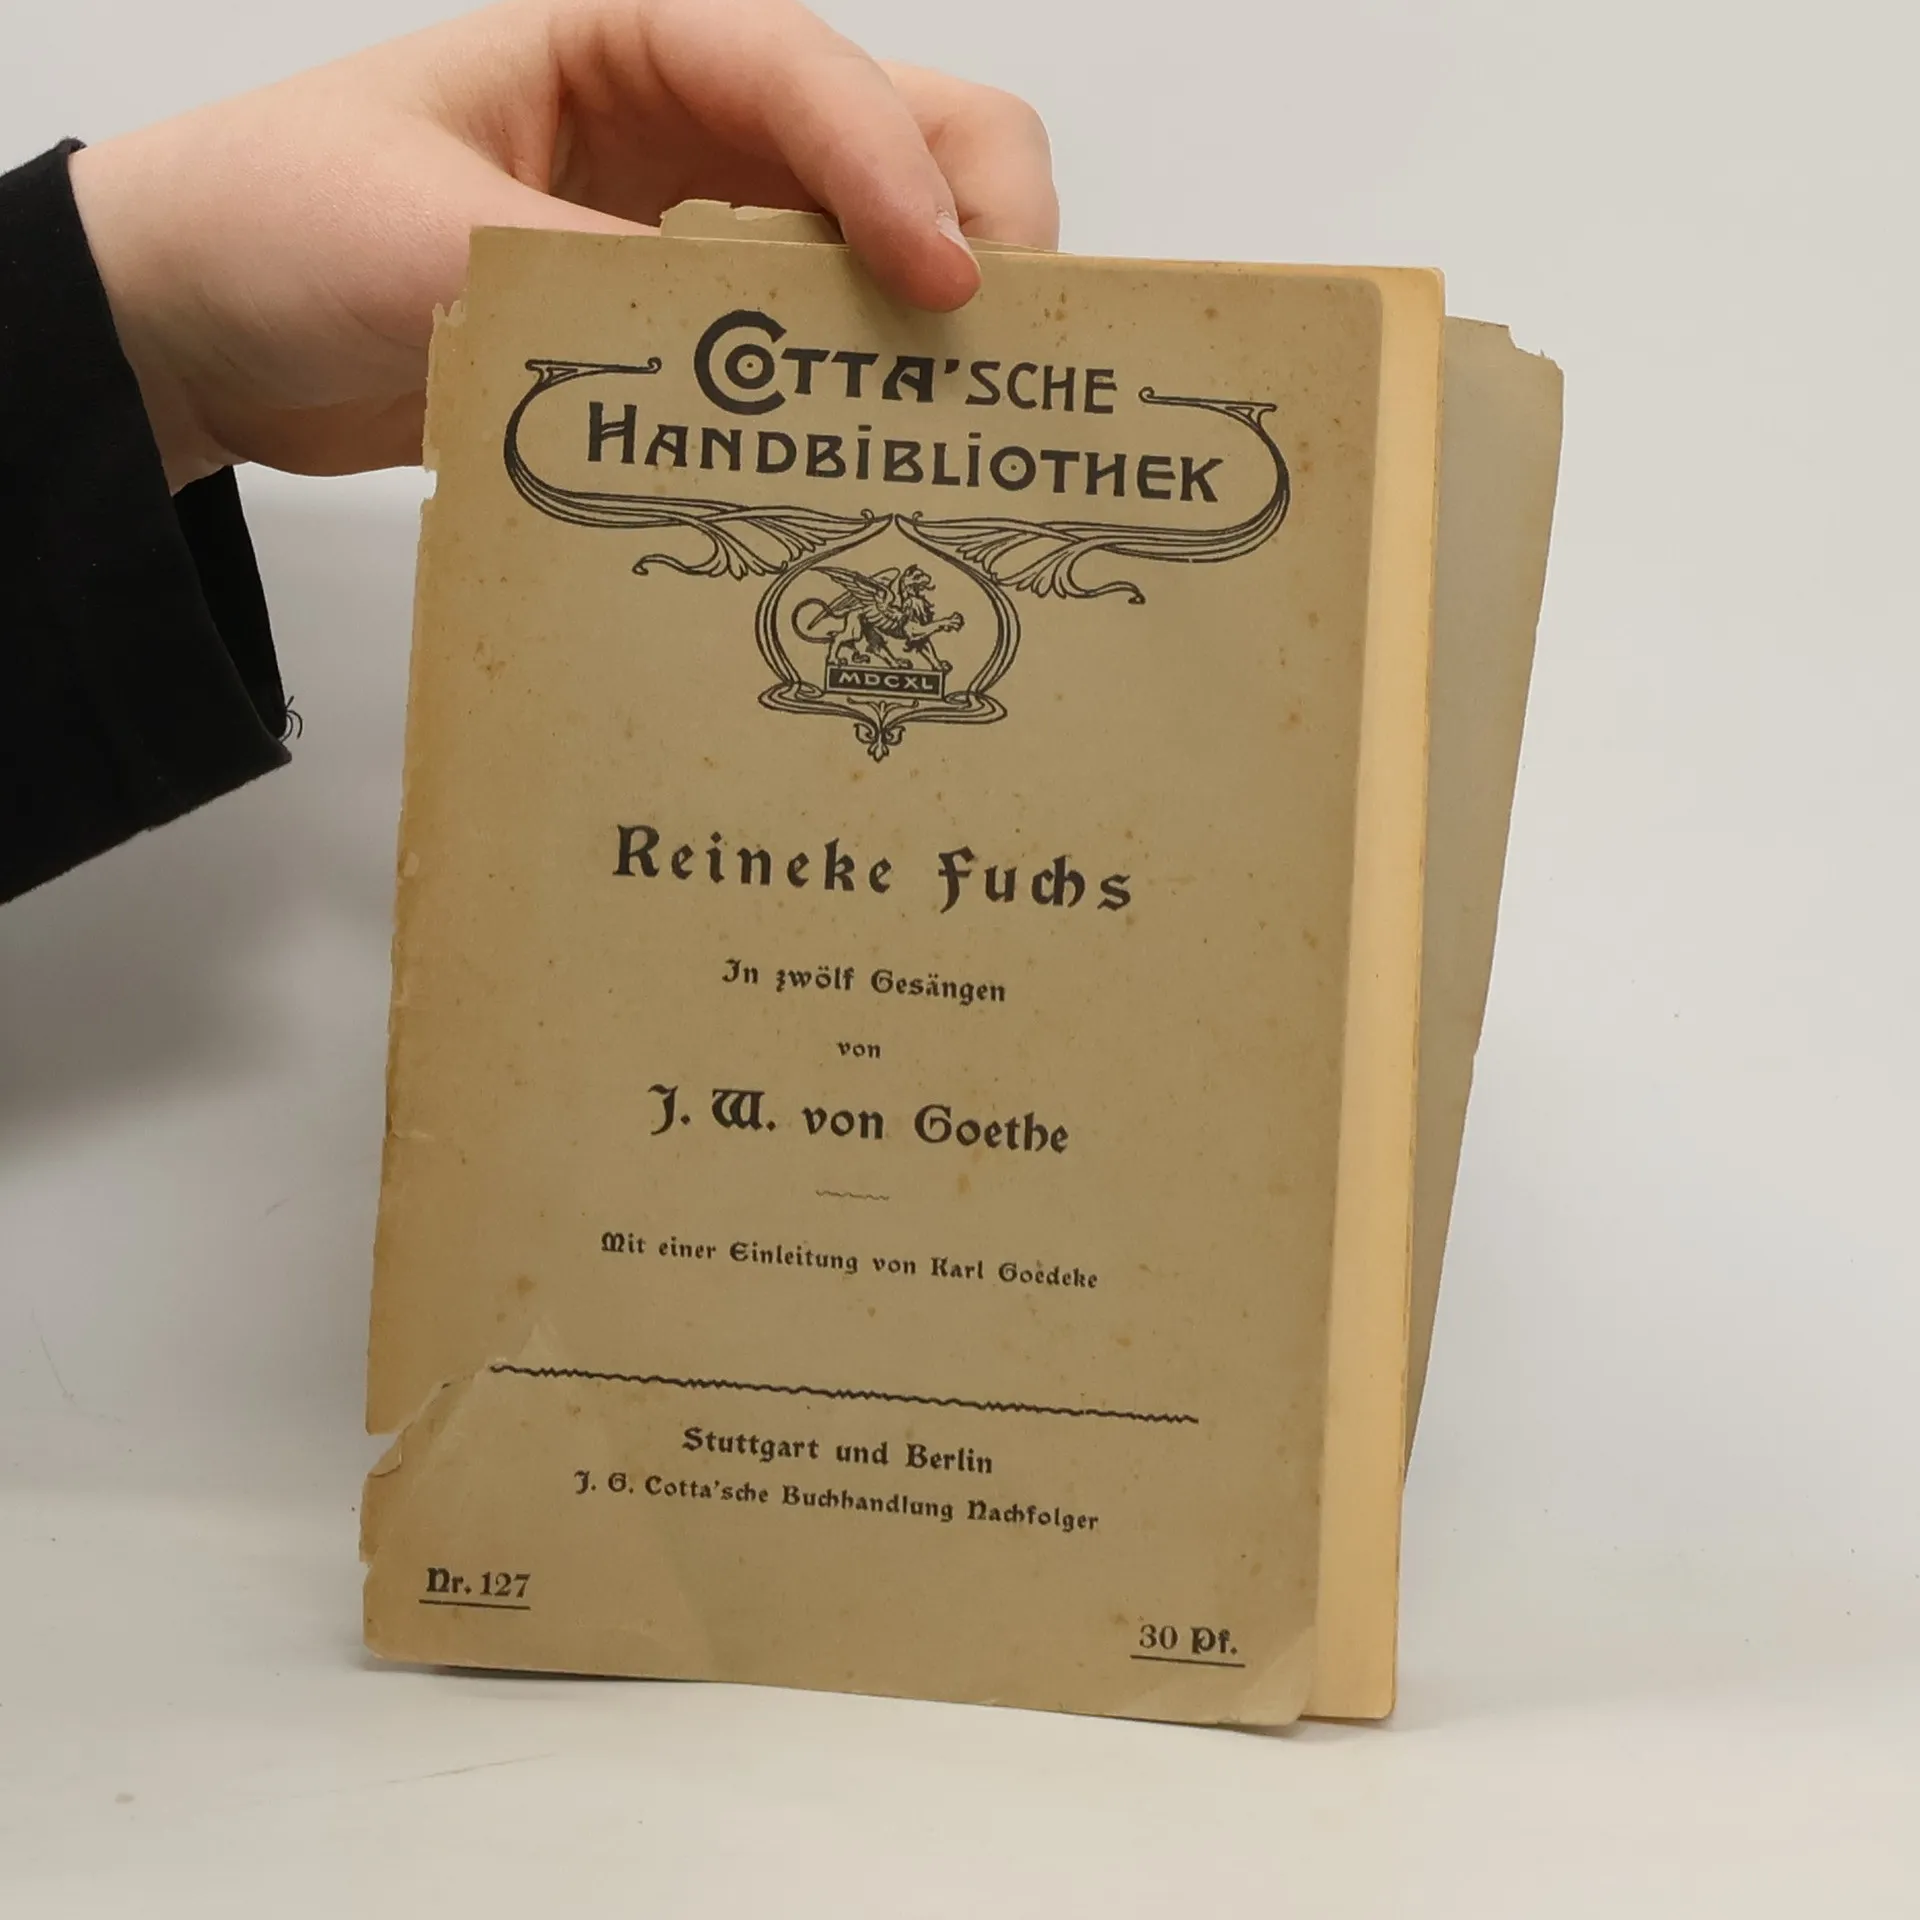 COTTA'SCHE
HANDBIBLIOTHEK
MDCXL
Reineke Fuchs
In zwölf Gesängen
von
J. W. von Goethe
Mit einer Einleitung von Karl Goedeke
Stuttgart und Berlin
J. G. Cotta'sche Buchhandlung Nachfolger
Nr. 127
30 Pf.